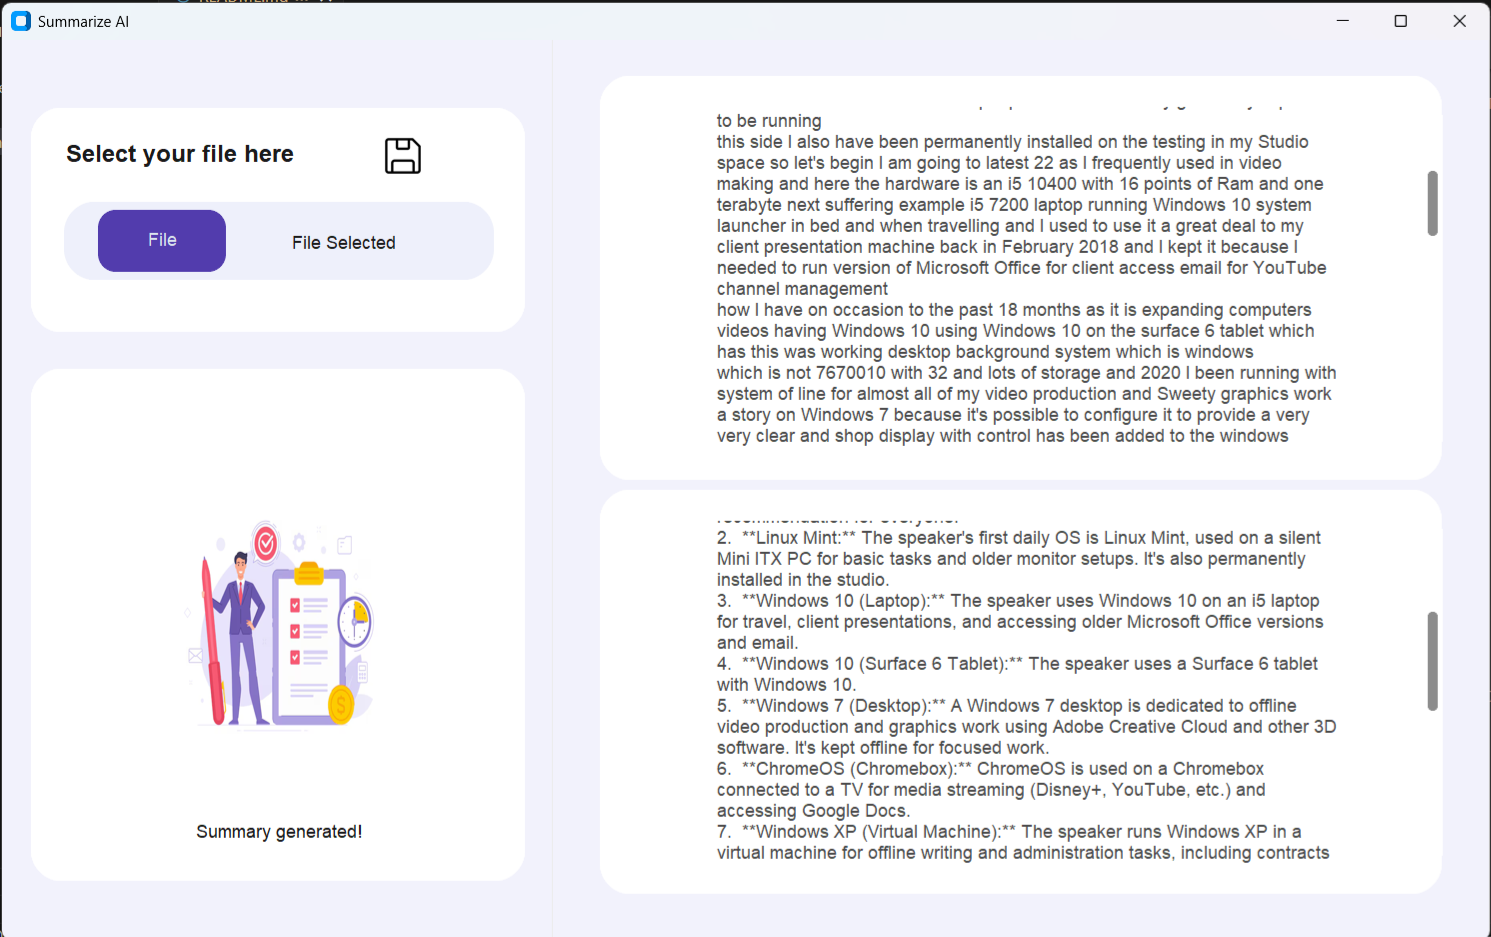 Summarize AI
Select your file here
File
File Selected
Summary generated!
to be running
this side I also have been permanently installed on the testing in my Studio
space so let's begin I am going to latest 22 as I frequently used in video
making and here the hardware is an i5 10400 with 16 points of Ram and one
terabyte next suffering example i5 7200 laptop running Windows 10 system
launcher in bed and when travelling and I used to use it a great deal to my
client presentation machine back in February 2018 and I kept it because I
needed to run version of Microsoft Office for client access email for YouTube
channel management
how I have on occasion to the past 18 months as it is expanding computers
videos having Windows 10 using Windows 10 on the surface 6 tablet which
has this was working desktop background system which is windows
which is not 7670010 with 32 and lots of storage and 2020 I been running with
system of line for almost all of my video production and Sweety graphics work
a story on Windows 7 because it's possible to configure it to provide a very
very clear and shop display with control has been added to the windows
recommendation for everyone.
2.  **Linux Mint:** The speaker's first daily OS is Linux Mint, used on a silent
Mini ITX PC for basic tasks and older monitor setups. It's also permanently
installed in the studio.
3.  **Windows 10 (Laptop):** The speaker uses Windows 10 on an i5 laptop
for travel, client presentations, and accessing older Microsoft Office versions
and email.
4.  **Windows 10 (Surface 6 Tablet):** The speaker uses a Surface 6 tablet
with Windows 10.
5.  **Windows 7 (Desktop):** A Windows 7 desktop is dedicated to offline
video production and graphics work using Adobe Creative Cloud and other 3D
software. It's kept offline for focused work.
6.  **ChromeOS (Chromebox):** ChromeOS is used on a Chromebox
connected to a TV for media streaming (Disney+, YouTube, etc.) and
accessing Google Docs.
7.  **Windows XP (Virtual Machine):** The speaker runs Windows XP in a
virtual machine for offline writing and administration tasks, including contracts